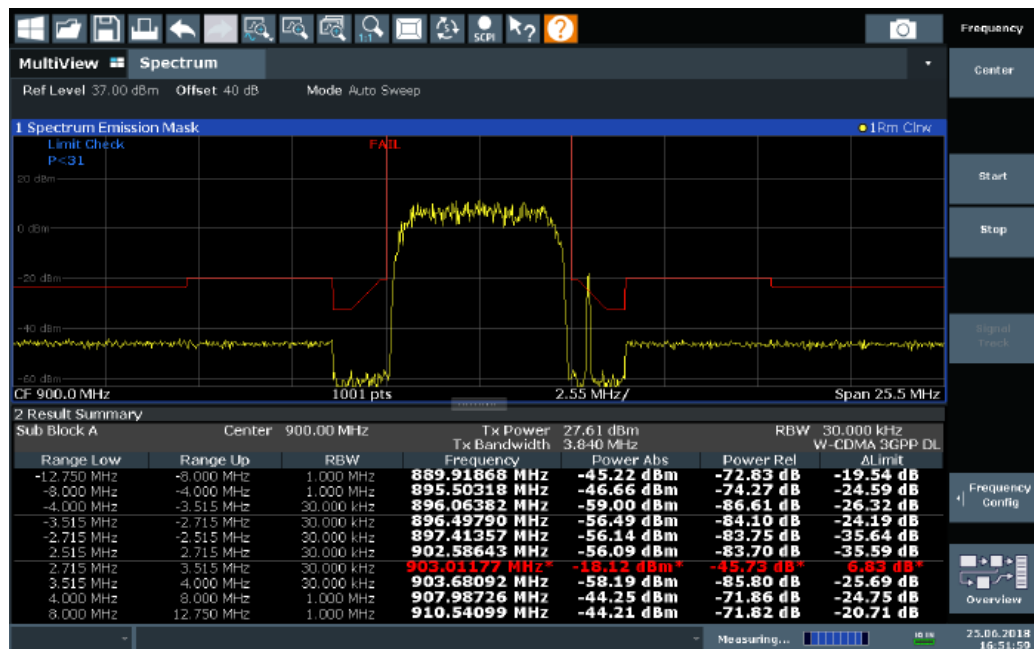 1:1
SCPI
Frequency
MultiView Spectrum
Center
Ref Level 37.00 dBm Offset 40 dB Mode Auto Sweep
1 Spectrum Emission Mask 1Rm Clrw
Limit Check FAIL
P<31
20 dBm
Start
0 dBm
Stop
-20 dBm
-40 dBm
Signal
Track
-60 dBm
CF 900.0 MHz 1001 pts 2.55 MHz/ Span 25.5 MHz
2 Result Summary
Sub Block A Center 900.00 MHz Tx Power 27.61 dBm RBW 30.000 kHz
Tx Bandwidth 3.840 MHz W-CDMA 3GPP DL
Range Low Range Up RBW Frequency Power Abs Power Rel ΔLimit
-12.750 MHz -8.000 MHz 1.000 MHz 889.91868 MHz -45.22 dBm -72.83 dB -19.54 dB
-8.000 MHz -4.000 MHz 1.000 MHz 895.50318 MHz -46.66 dBm -74.27 dB -24.59 dB
-4.000 MHz -3.515 MHz 30.000 kHz 896.06382 MHz -59.00 dBm -86.61 dB -26.32 dB
-3.515 MHz -2.715 MHz 30.000 kHz 896.49790 MHz -56.49 dBm -84.10 dB -24.19 dB
-2.715 MHz -2.515 MHz 30.000 kHz 897.41357 MHz -56.14 dBm -83.75 dB -35.64 dB
2.515 MHz 2.715 MHz 30.000 kHz 902.58643 MHz -56.09 dBm -83.70 dB -35.59 dB
2.715 MHz 3.515 MHz 30.000 kHz 903.01177 MHz* -18.12 dBm* -45.73 dB* 6.83 dB*
3.515 MHz 4.000 MHz 30.000 kHz 903.68092 MHz -58.19 dBm -85.80 dB -25.69 dB
4.000 MHz 8.000 MHz 1.000 MHz 907.98726 MHz -44.25 dBm -71.86 dB -24.75 dB
8.000 MHz 12.750 MHz 1.000 MHz 910.54099 MHz -44.21 dBm -71.82 dB -20.71 dB
Frequency
Config
Overview
Measuring...
25.06.2018
16:51:59